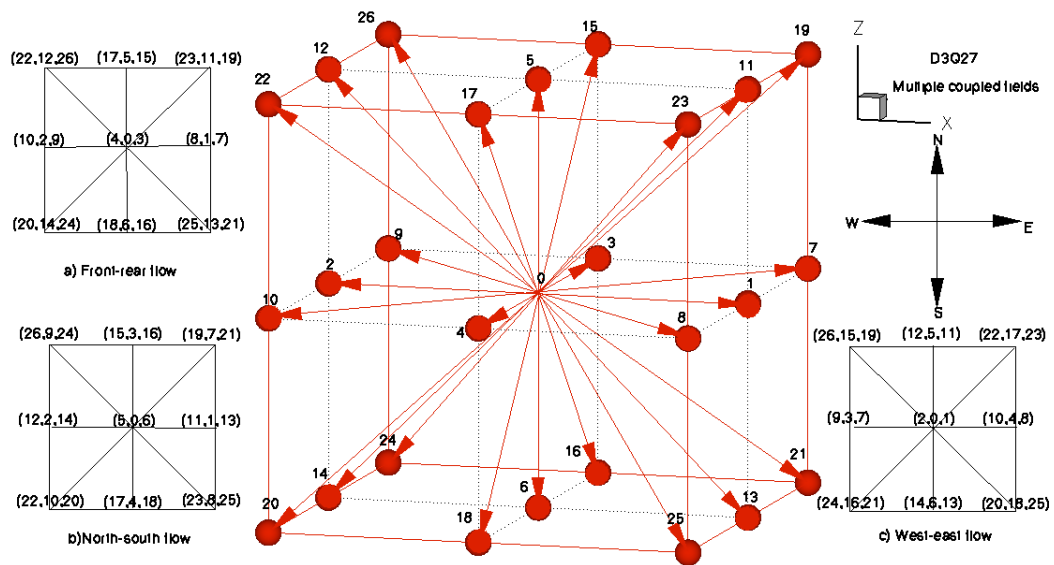 26
15
19
(22,12,26) (17,5,15) (23,11,19)
12
5
11
22
17
23
Z
D3Q27
Multiple coupled fields
X
(10,2,9) (4,0,3) (8,1,7)
(20,14,24) (18,6,16) (25,13,21)
a) Front-rear flow
N
W
E
S
9
3
7
2
0
1
10
4
8
(26,9,24) (15,3,16) (19,7,21)
(12,2,14) (5,0,6) (11,1,13)
(22,10,20) (17,4,18) (23,8,25)
b)North-south flow
24
16
21
14
6
13
20
18
25
(26,15,19) (12,5,11) (22,17,23)
(9,3,7) (2,0,1) (10,4,8)
(24,16,21) (14,6,13) (20,18,25)
c) West-east flow